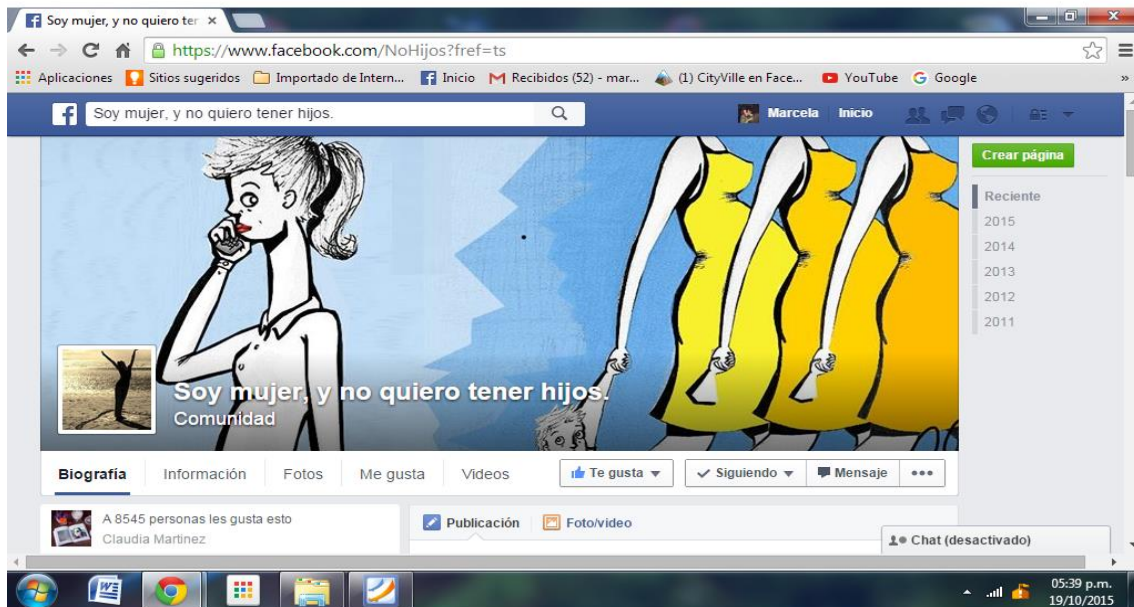 Soy mujer, y no quiero ter
https://www.facebook.com/NoHijos?fref=ts
Aplicaciones Sitios sugeridos Importado de Intern... Inicio Recibidos (52) - mar... (1) CityVille en Face... YouTube Google »
Soy mujer, y no quiero tener hijos. Marcela Inicio
Crear página
Reciente
2015
2014
2013
2012
2011
Soy mujer, y no quiero tener hijos.
Comunidad
Biografía Información Fotos Me gusta Videos Te gusta Siguiendo Mensaje
A 8545 personas les gusta esto
Claudia Martinez
Publicación Foto/video
Chat (desactivado)
05:39 p.m.
19/10/2015